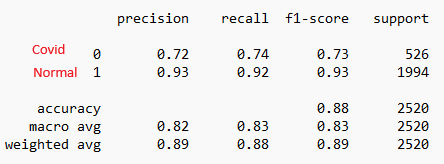 precision recall f1-score support
Covid 0 0.72 0.74 0.73 526
Normal 1 0.93 0.92 0.93 1994
accuracy 0.88 2520
macro avg 0.82 0.83 0.83 2520
weighted avg 0.89 0.88 0.89 2520